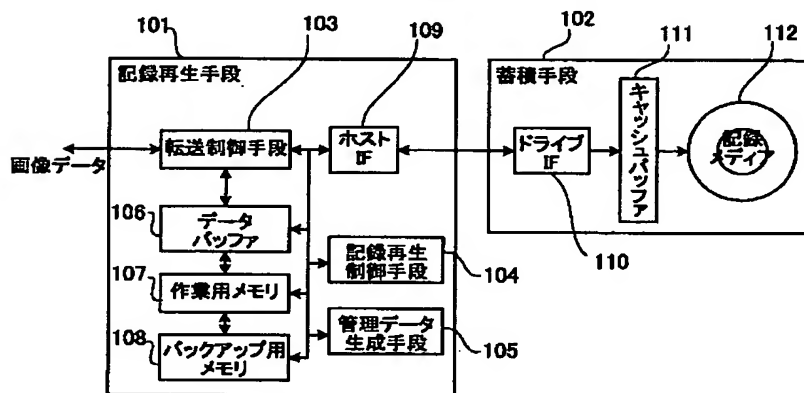 101
103
109
102
111
112
記録再生手段
蓄積手段
画像データ
転送制御手段
ホスト
IF
ドライブ
IF
キャッシュバッファ
記録
メディア
106
データ
バッファ
110
107
作業用メモリ
記録再生
制御手段
104
108
バックアップ用
メモリ
管理データ
生成手段
105